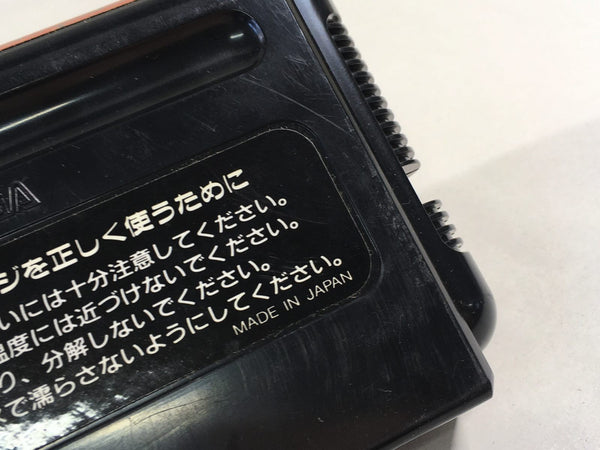 ジを正しく使うために
いには十分注意してください。
温度には近づけないでください。
り、分解しないでください。
で濡らさないようにしてください。
MADE IN JAPAN